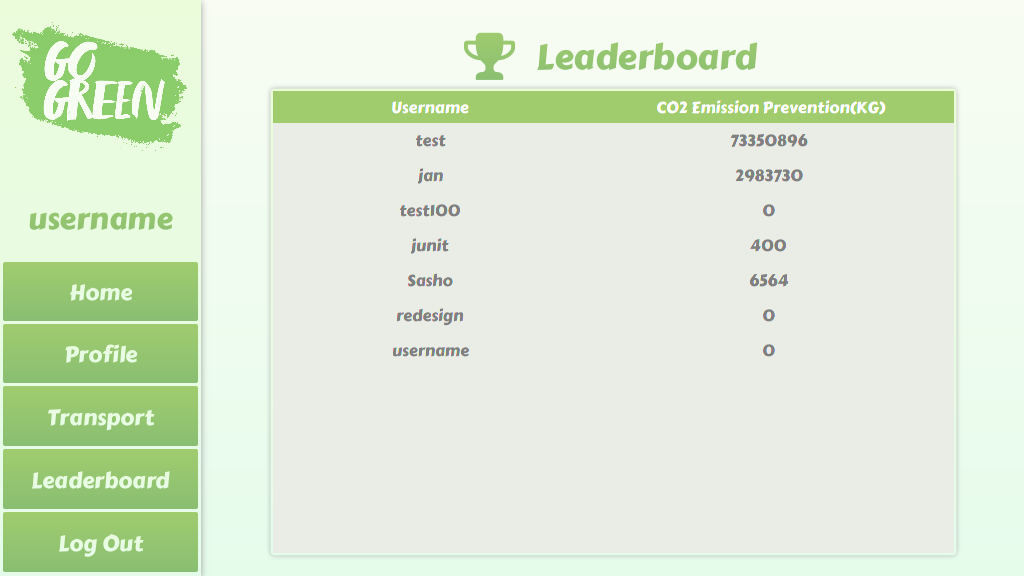 GO
GREEN
username
Home
Profile
Transport
Leaderboard
Log Out
Leaderboard
Username CO2 Emission Prevention(KG)
test 73350896
jan 2983730
test100 0
junit 400
Sasho 6564
redesign 0
username 0